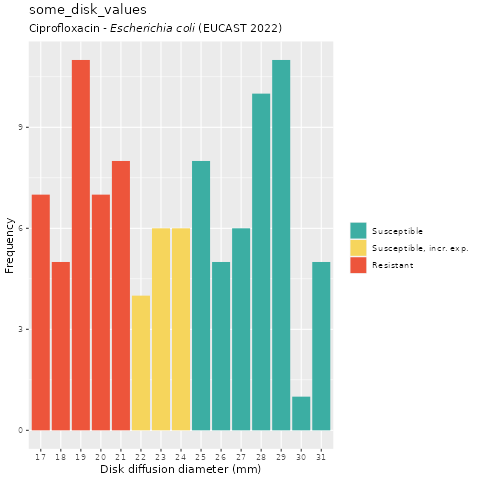 some_disk_values
Ciprofloxacin - Escherichia coli (EUCAST 2022)
Frequency
9
6
3
0
17 18 19 20 21 22 23 24 25 26 27 28 29 30 31
Disk diffusion diameter (mm)
Susceptible
Susceptible, incr. exp.
Resistant